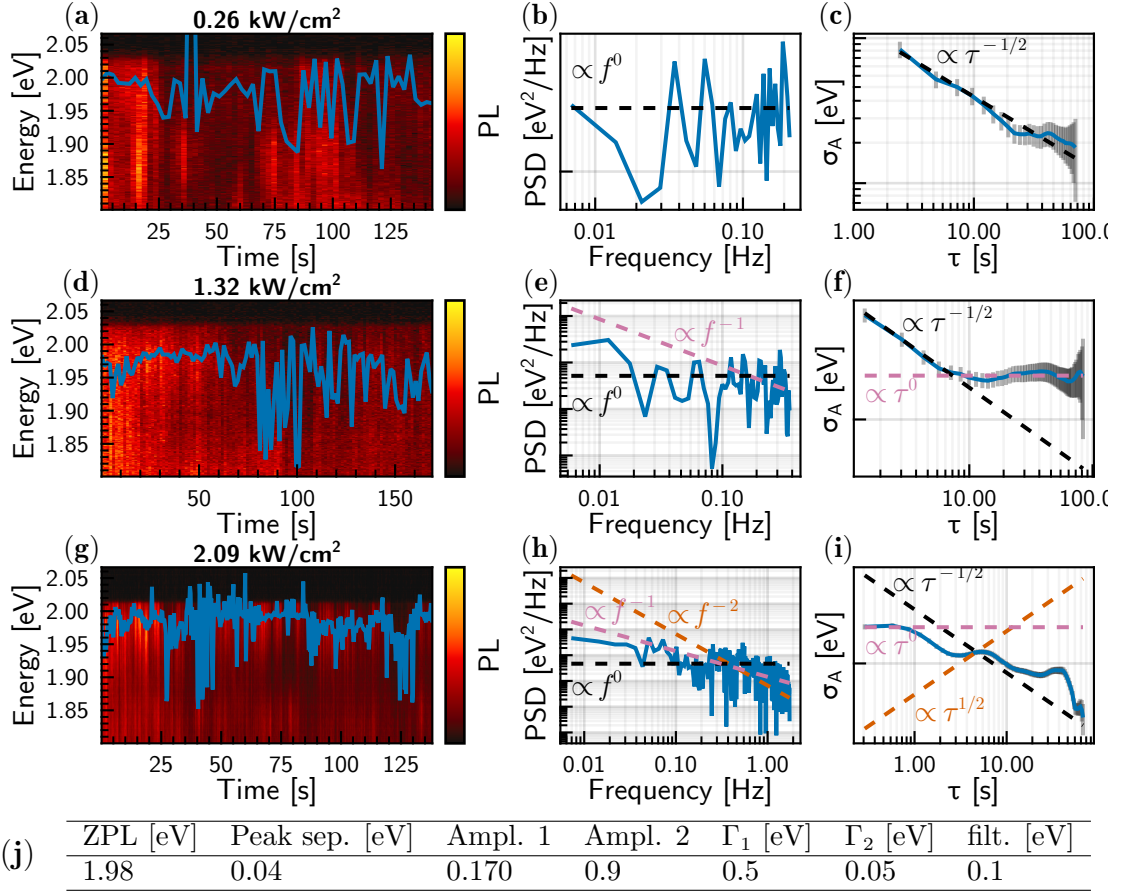 (a) 0.26 kW/cm²
Energy [eV]
2.05
2.00
1.95
1.90
1.85
25 50 75 100 125
Time [s]
PL
(b)
PSD [eV²/Hz]
∝ f⁰
0.01 0.10
Frequency [Hz]
(c)
σ_A [eV]
∝ τ^{-1/2}
1.00 10.00 100.0
τ [s]
(d) 1.32 kW/cm²
Energy [eV]
2.05
2.00
1.95
1.90
1.85
50 100 150
Time [s]
PL
(e)
PSD [eV²/Hz]
∝ f^{-1}
∝ f⁰
0.01 0.10
Frequency [Hz]
(f)
σ_A [eV]
∝ τ^{-1/2}
∝ τ⁰
10.00 100.0
τ [s]
(g) 2.09 kW/cm²
Energy [eV]
2.05
2.00
1.95
1.90
1.85
25 50 75 100 125
Time [s]
PL
(h)
PSD [eV²/Hz]
∝ f^{-1}
∝ f^{-2}
∝ f⁰
0.01 0.10 1.00
Frequency [Hz]
(i)
σ_A [eV]
∝ τ^{-1/2}
∝ τ⁰
∝ τ^{1/2}
1.00 10.00
τ [s]
(j)
ZPL [eV] Peak sep. [eV] Ampl. 1 Ampl. 2 Γ₁ [eV] Γ₂ [eV] filt. [eV]
1.98 0.04 0.170 0.9 0.5 0.05 0.1